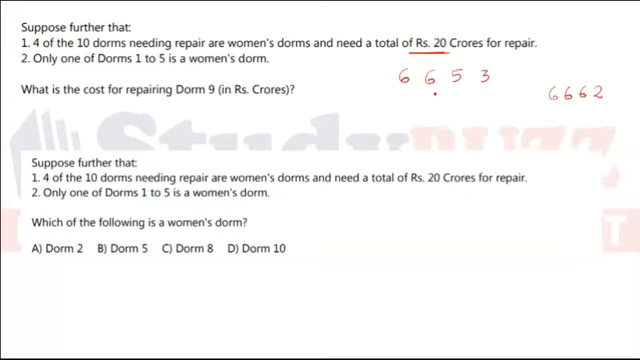 Suppose further that:
1. 4 of the 10 dorms needing repair are women's dorms and need a total of Rs. 20 Crores for repair.
2. Only one of Dorms 1 to 5 is a women's dorm.
6 6 5 3
What is the cost for repairing Dorm 9 (in Rs. Crores)?
6 6 6 2
Suppose further that:
1. 4 of the 10 dorms needing repair are women's dorms and need a total of Rs. 20 Crores for repair.
2. Only one of Dorms 1 to 5 is a women's dorm.
Which of the following is a women's dorm?
A) Dorm 2 B) Dorm 5 C) Dorm 8 D) Dorm 10